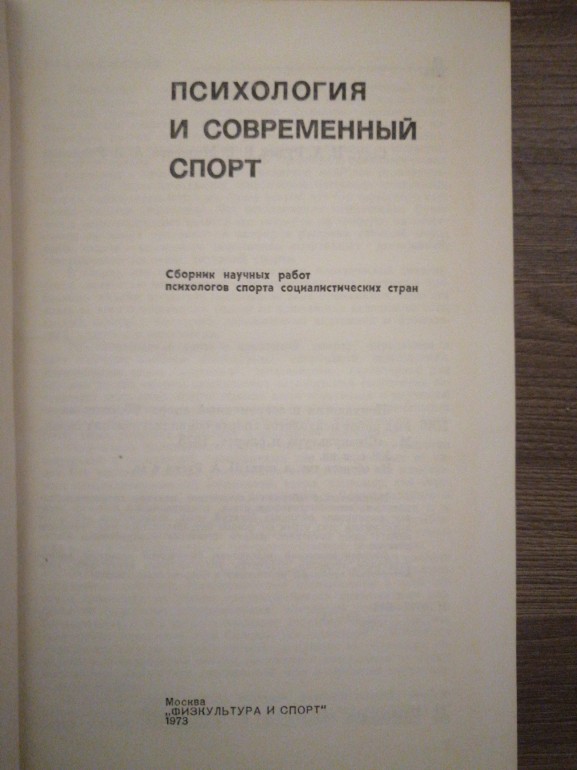 ПСИХОЛОГИЯ
И СОВРЕМЕННЫЙ
СПОРТ
Сборник научных работ
психологов спорта социалистических стран
Москва
„ФИЗКУЛЬТУРА И СПОРТ"
1973